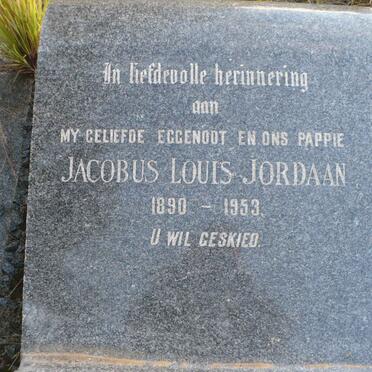 In liefdevolle herinnering
aan
MY GELIEFDE EGGENOOT EN ONS PAPPIE
JACOBUS LOUIS JORDAAN
1890 – 1953.
U WIL GESKIED.